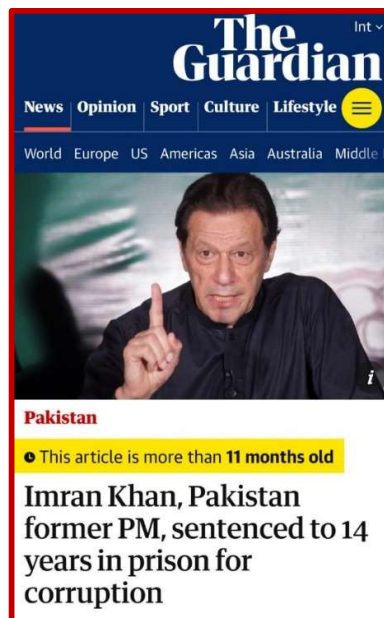 The
Guardian
Int
News Opinion Sport Culture Lifestyle
World Europe US Americas Asia Australia Middle
i
Pakistan
This article is more than 11 months old
Imran Khan, Pakistan
former PM, sentenced to 14
years in prison for
corruption